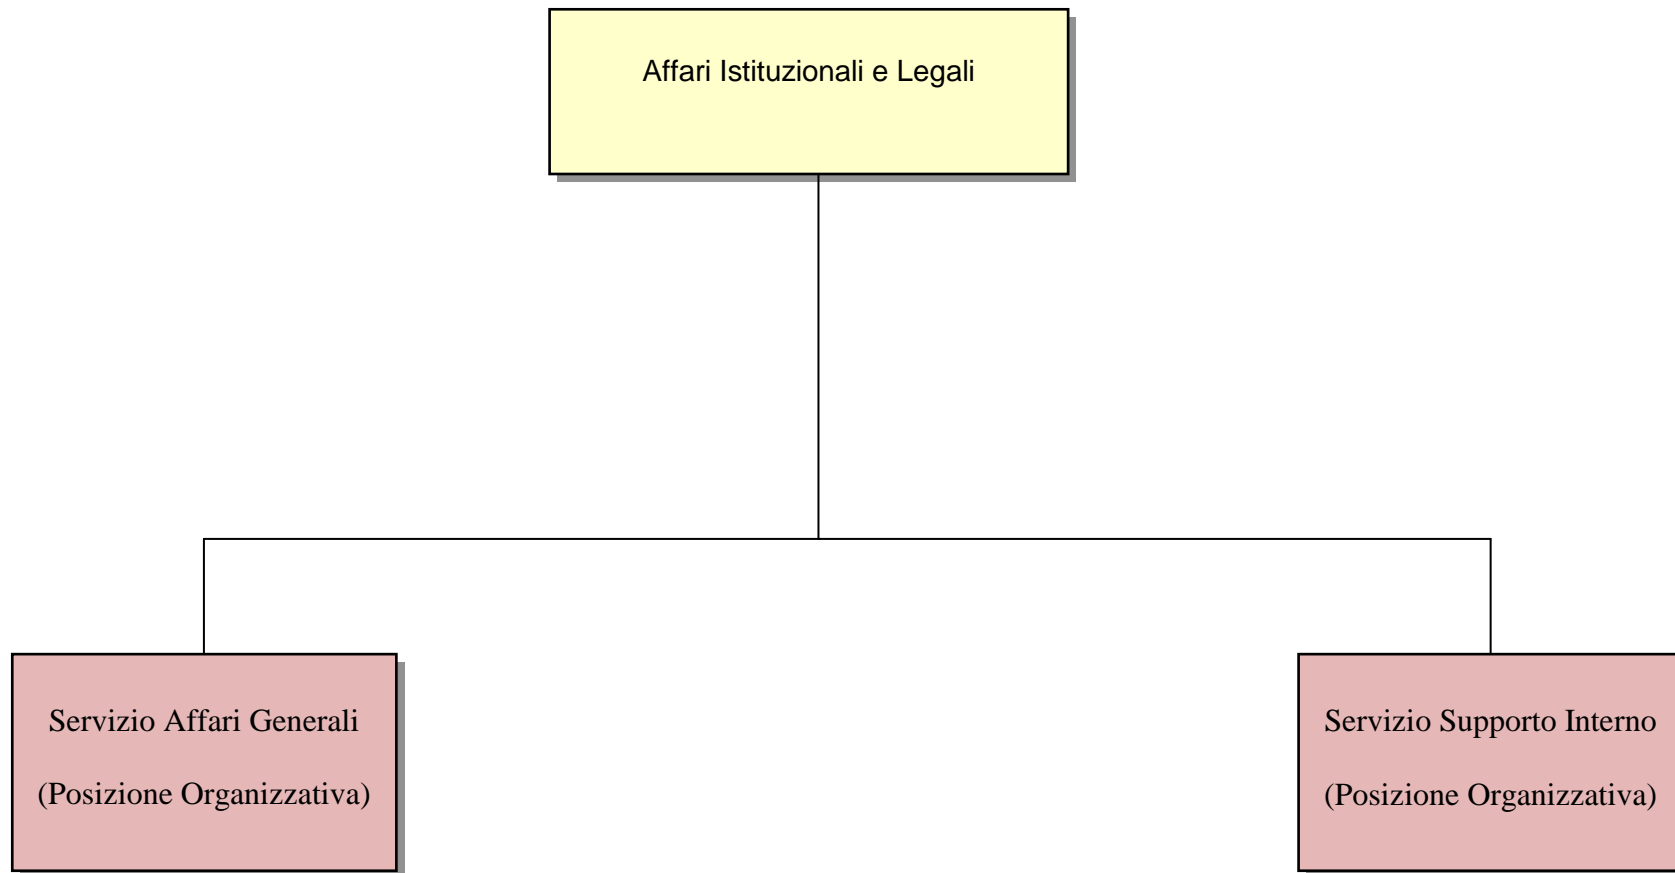 Affari Istituzionali e Legali
Servizio Affari Generali
(Posizione Organizzativa)
Servizio Supporto Interno
(Posizione Organizzativa)